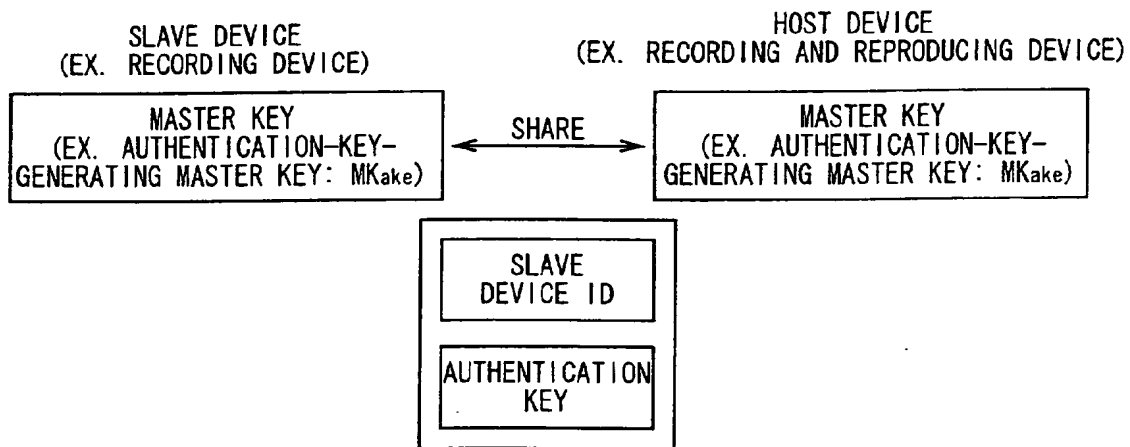 SLAVE DEVICE
(EX. RECORDING DEVICE)
HOST DEVICE
(EX. RECORDING AND REPRODUCING DEVICE)
MASTER KEY
(EX. AUTHENTICATION-KEY-
GENERATING MASTER KEY: MKake)
SHARE
MASTER KEY
(EX. AUTHENTICATION-KEY-
GENERATING MASTER KEY: MKake)
SLAVE
DEVICE ID
AUTHENTICATION
KEY